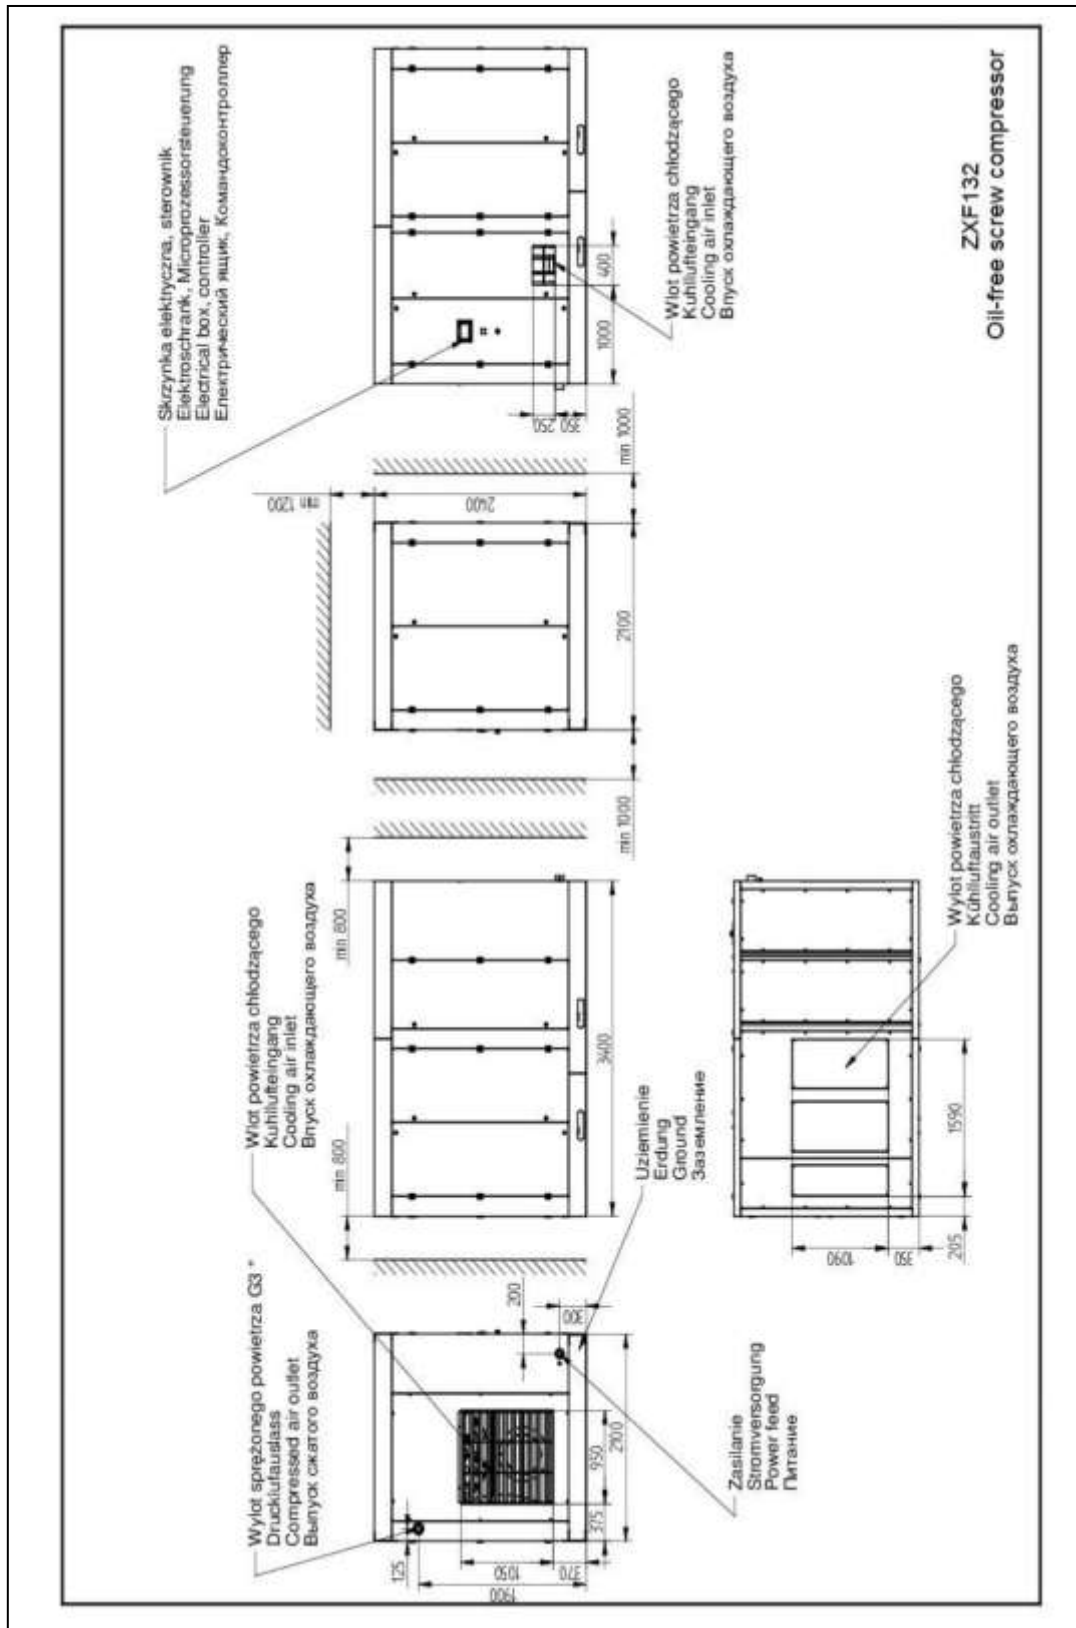 Wylot sprężonego powietrza G3 "
Druckiufauslass
Compressed air outlet
Выпуск сжатого воздуха
Wlot powietrza chłodzącego
Kuhllufteingang
Cooling air inlet
Впуск охлаждающего воздуха
Skrzynka elektryczna, sterownik
Elektroschrank, Microprozessorsteuerung
Electrical box, controller
Електрический ящик, Командоконтроллер
min 800
min 800
min 1200
125
1900
1050
370
375
950
2100
200
300
3400
min 1000
2100
2400
min 1000
250
350
1000
400
Wlot powietrza chłodzącego
Kuhllufteingang
Cooling air inlet
Впуск охлаждающего воздуха
Uziemienie
Erdung
Ground
Заземление
Zasilanie
Stromversorgung
Power feed
Питание
1090
350
205
1590
Wylot powietrza chłodzącego
Kühlluftaustritt
Cooling air outlet
Выпуск охлаждающего воздуха
ZXF132
Oil-free screw compressor